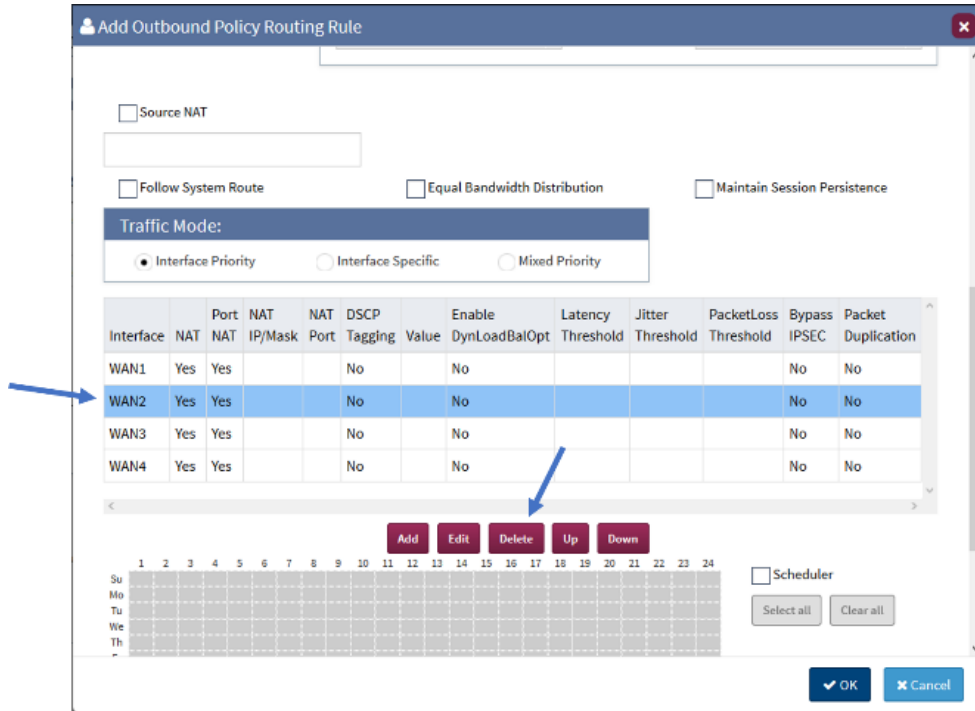 Add Outbound Policy Routing Rule
Source NAT
Follow System Route Equal Bandwidth Distribution Maintain Session Persistence
Traffic Mode:
Interface Priority Interface Specific Mixed Priority
Interface NAT Port NAT NAT IP/Mask NAT Port DSCP Tagging Value Enable DynLoadBalOpt Latency Threshold Jitter Threshold PacketLoss Threshold Bypass IPSEC Packet Duplication
WAN1 Yes Yes No No No No
WAN2 Yes Yes No No No No
WAN3 Yes Yes No No No No
WAN4 Yes Yes No No No No
Add Edit Delete Up Down
1 2 3 4 5 6 7 8 9 10 11 12 13 14 15 16 17 18 19 20 21 22 23 24
Su
Mo
Tu
We
Th
Scheduler
Select all Clear all
OK Cancel